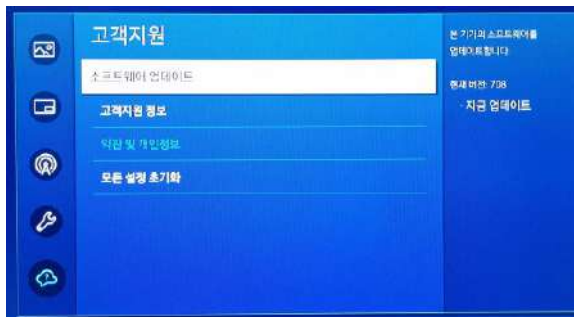 고객지원
소프트웨어 업데이트
고객지원 정보
약관 및 개인정보
모든 설정 초기화
본 기기의 소프트웨어를
업데이트합니다.
현재 버전: 708
· 지금 업데이트